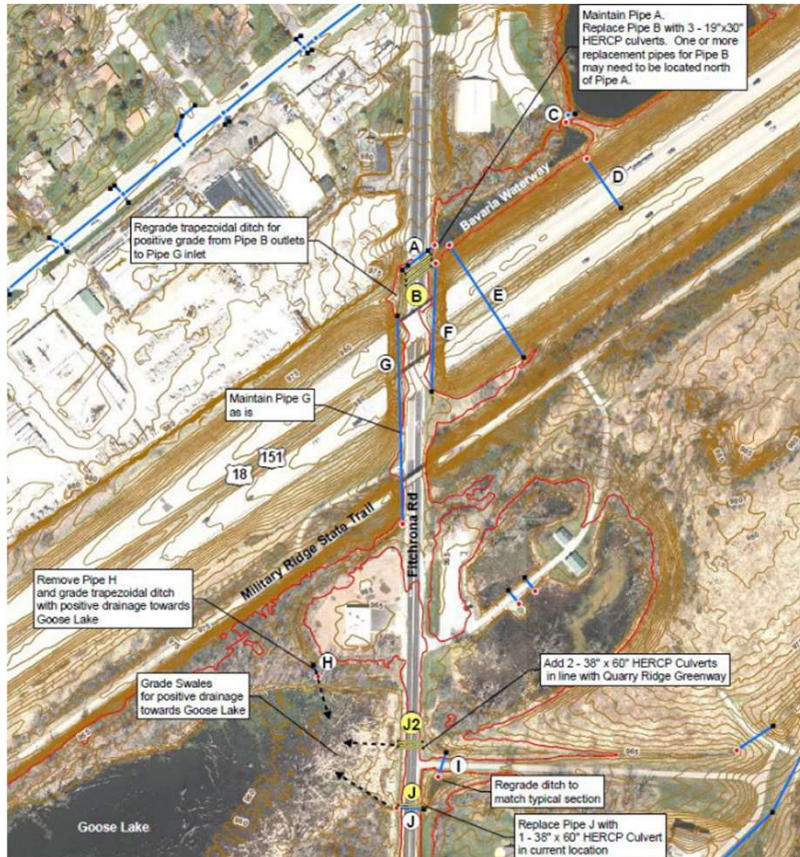 Maintain Pipe A.
Replace Pipe B with 3 - 19"x30"
HERCP culverts. One or more
replacement pipes for Pipe B
may need to be located north
of Pipe A.
C
D
Bavaria Waterway
Regrade trapezoidal ditch for
positive grade from Pipe B outlets
to Pipe G inlet
A
B
E
F
G
Maintain Pipe G
as is
18
151
Military Ridge State Trail
Fitchrona Rd
Remove Pipe H
and grade trapezoidal ditch
with positive drainage towards
Goose Lake
H
Grade Swales
for positive drainage
towards Goose Lake
Add 2 - 38" x 60" HERCP Culverts
in line with Quarry Ridge Greenway
J2
I
Regrade ditch to
match typical section
J
J
Replace Pipe J with
1 - 38" x 60" HERCP Culvert
in current location
Goose Lake